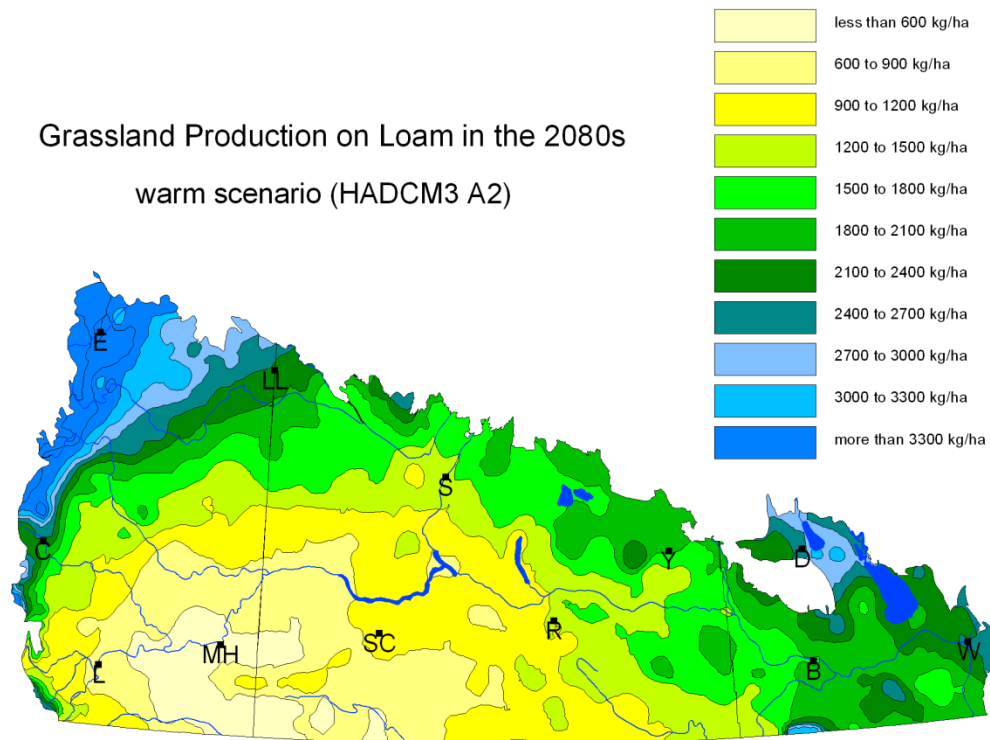 less than 600 kg/ha
600 to 900 kg/ha
900 to 1200 kg/ha
1200 to 1500 kg/ha
1500 to 1800 kg/ha
1800 to 2100 kg/ha
2100 to 2400 kg/ha
2400 to 2700 kg/ha
2700 to 3000 kg/ha
3000 to 3300 kg/ha
more than 3300 kg/ha
Grassland Production on Loam in the 2080s
warm scenario (HADCM3 A2)
E
LL
S
C
Y
D
R
SC
MH
W
L
B